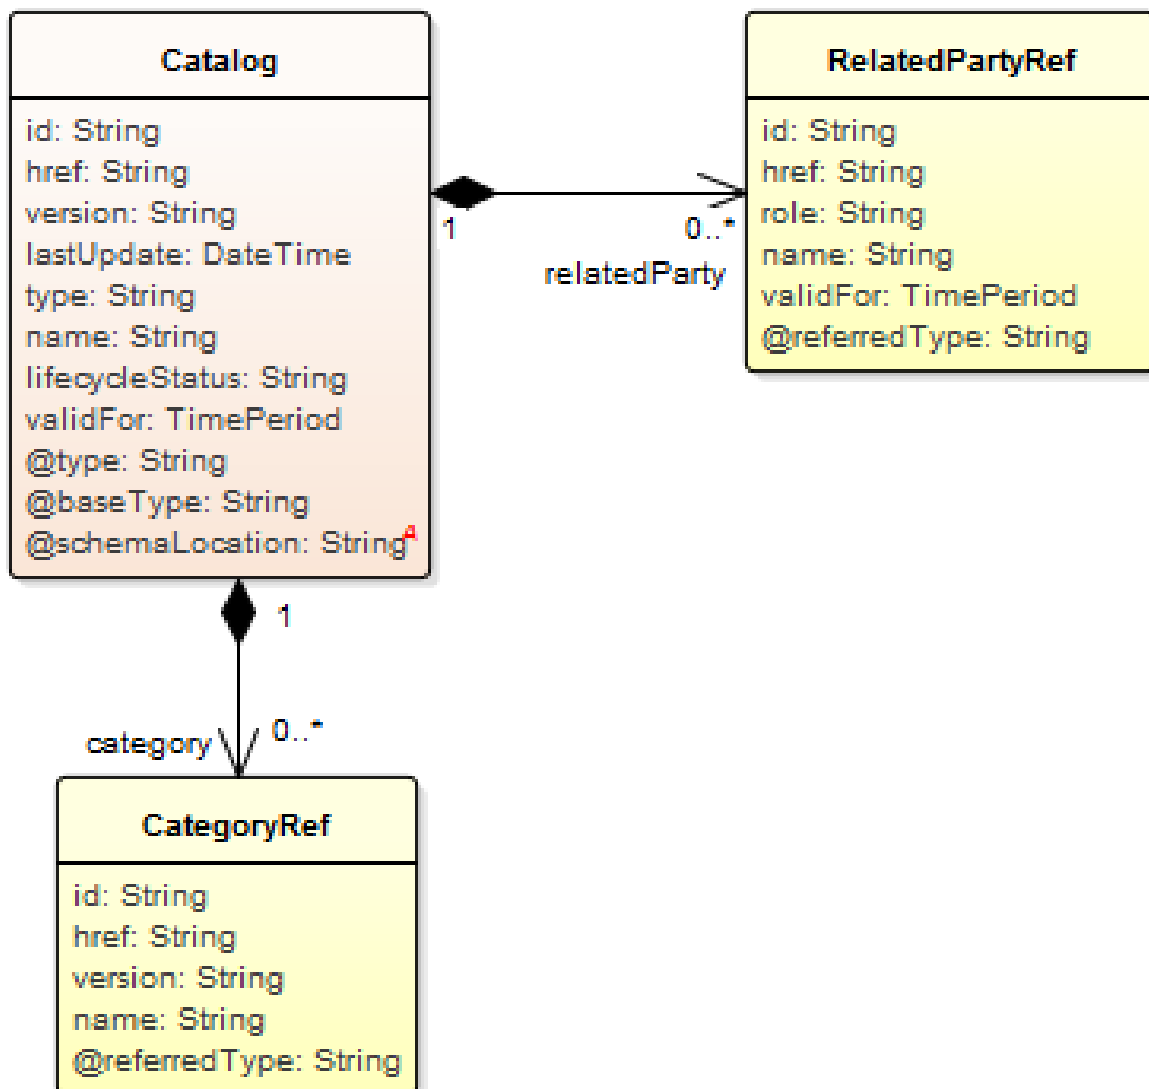 Catalog
id: String
href: String
version: String
lastUpdate: DateTime
type: String
name: String
lifecycleStatus: String
validFor: TimePeriod
@type: String
@baseType: String
@schemaLocation: String
1
0..*
relatedParty
RelatedPartyRef
id: String
href: String
role: String
name: String
validFor: TimePeriod
@referredType: String
1
0..*
category
CategoryRef
id: String
href: String
version: String
name: String
@referredType: String